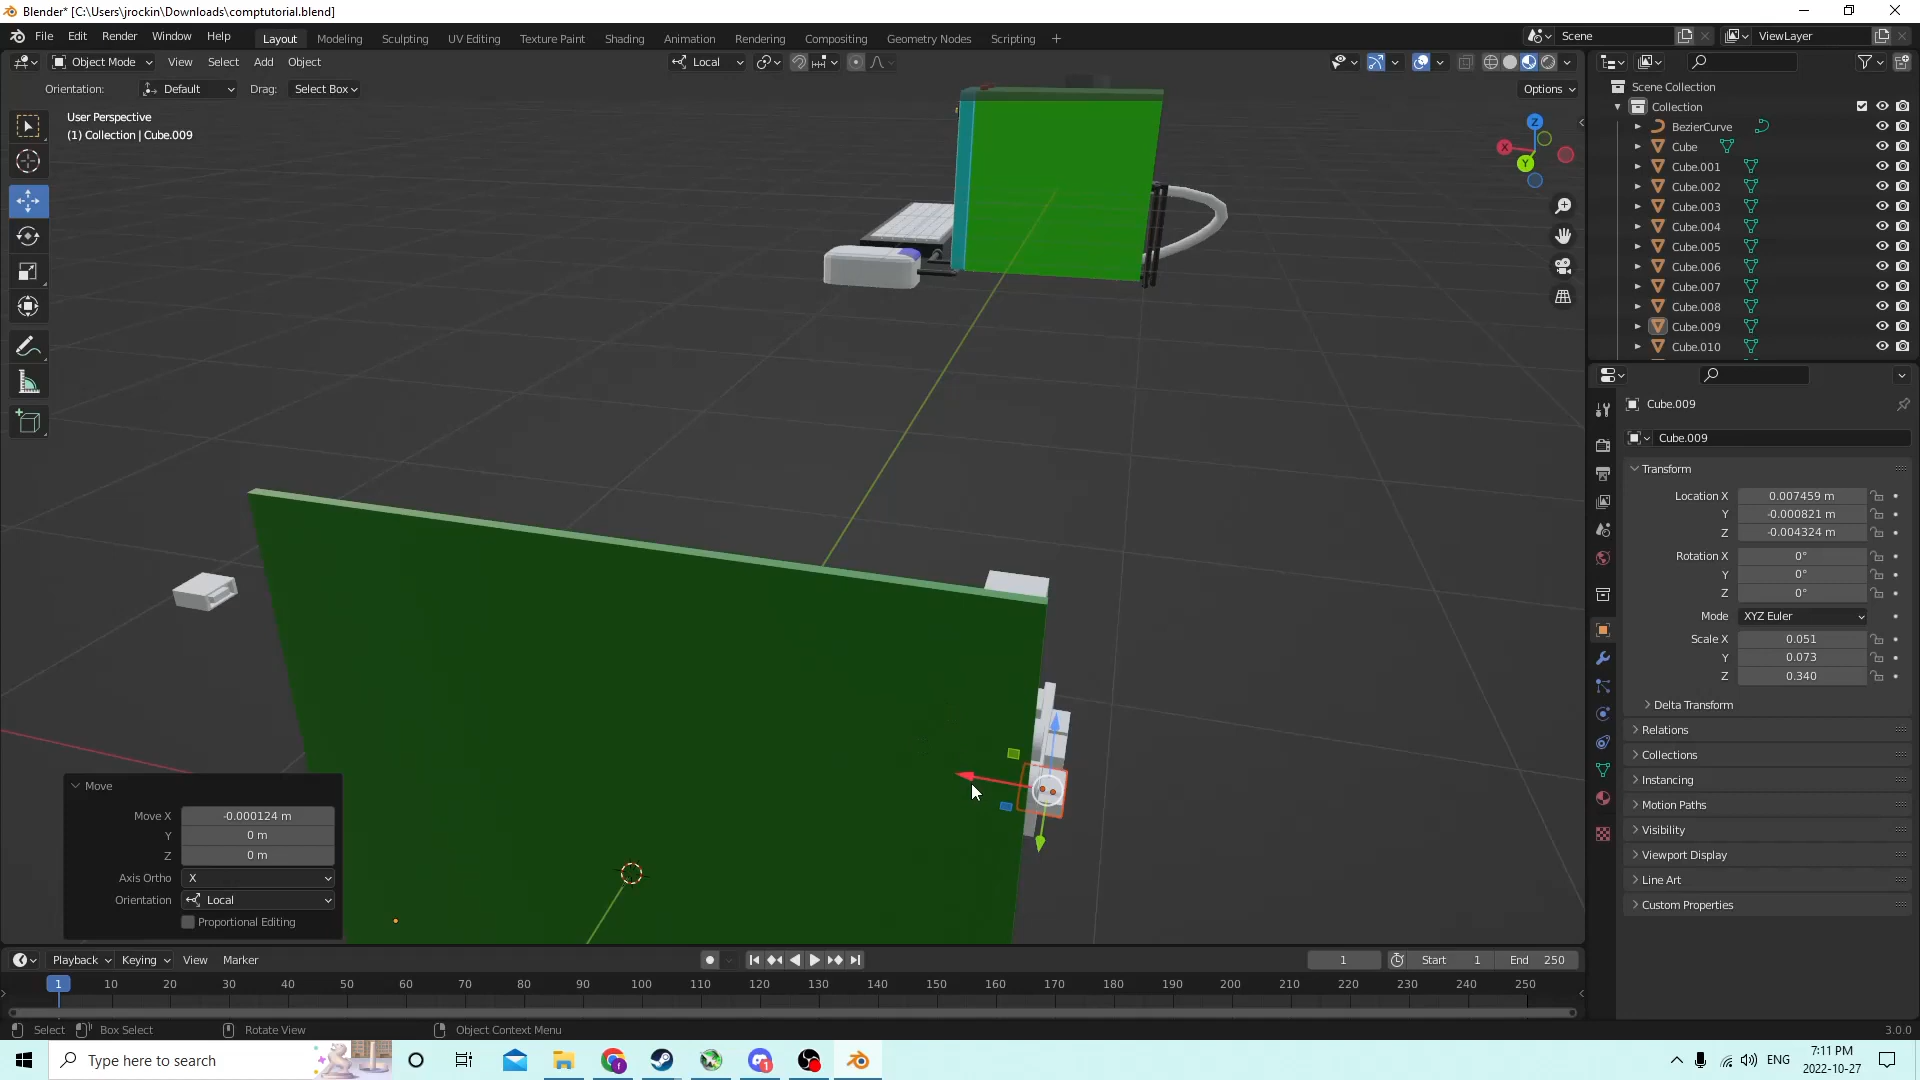 Blender* [C:\Users\jrockin\Downloads\comptutorial.blend]
File Edit Render Window Help Layout Modeling Sculpting UV Editing Texture Paint Shading Animation Rendering Compositing Geometry Nodes Scripting + Scene ViewLayer
Object Mode View Select Add Object Local
Orientation: Default Drag: Select Box Options
User Perspective
(1) Collection | Cube.009
Z
X
Y
Scene Collection
Collection
BezierCurve
Cube
Cube.001
Cube.002
Cube.003
Cube.004
Cube.005
Cube.006
Cube.007
Cube.008
Cube.009
Cube.010
Cube.009
Cube.009
Transform
Location X 0.007459 m
Y -0.000821 m
Z -0.004324 m
Rotation X 0°
Y 0°
Z 0°
Mode XYZ Euler
Scale X 0.051
Y 0.073
Z 0.340
Delta Transform
Relations
Collections
Instancing
Motion Paths
Visibility
Viewport Display
Line Art
Custom Properties
Move
Move X -0.000124 m
Y 0 m
Z 0 m
Axis Ortho X
Orientation Local
Proportional Editing
Playback Keying View Marker 1 Start 1 End 250
1 10 20 30 40 50 60 70 80 90 100 110 120 130 140 150 160 170 180 190 200 210 220 230 240 250
Select Box Select Rotate View Object Context Menu 3.0.0
Type here to search
ENG
7:11 PM
2022-10-27